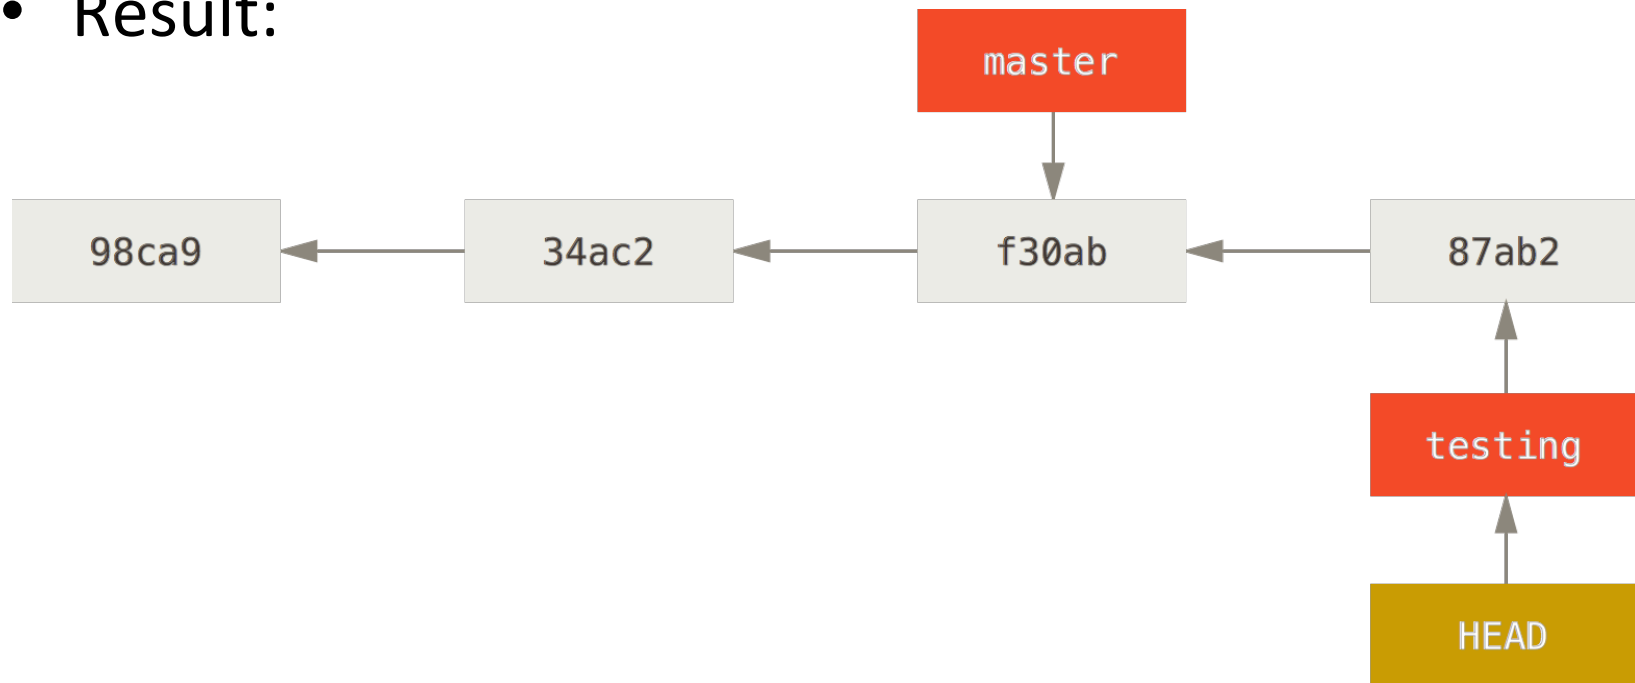 • Result:
master
98ca9 34ac2 f30ab 87ab2
testing
HEAD